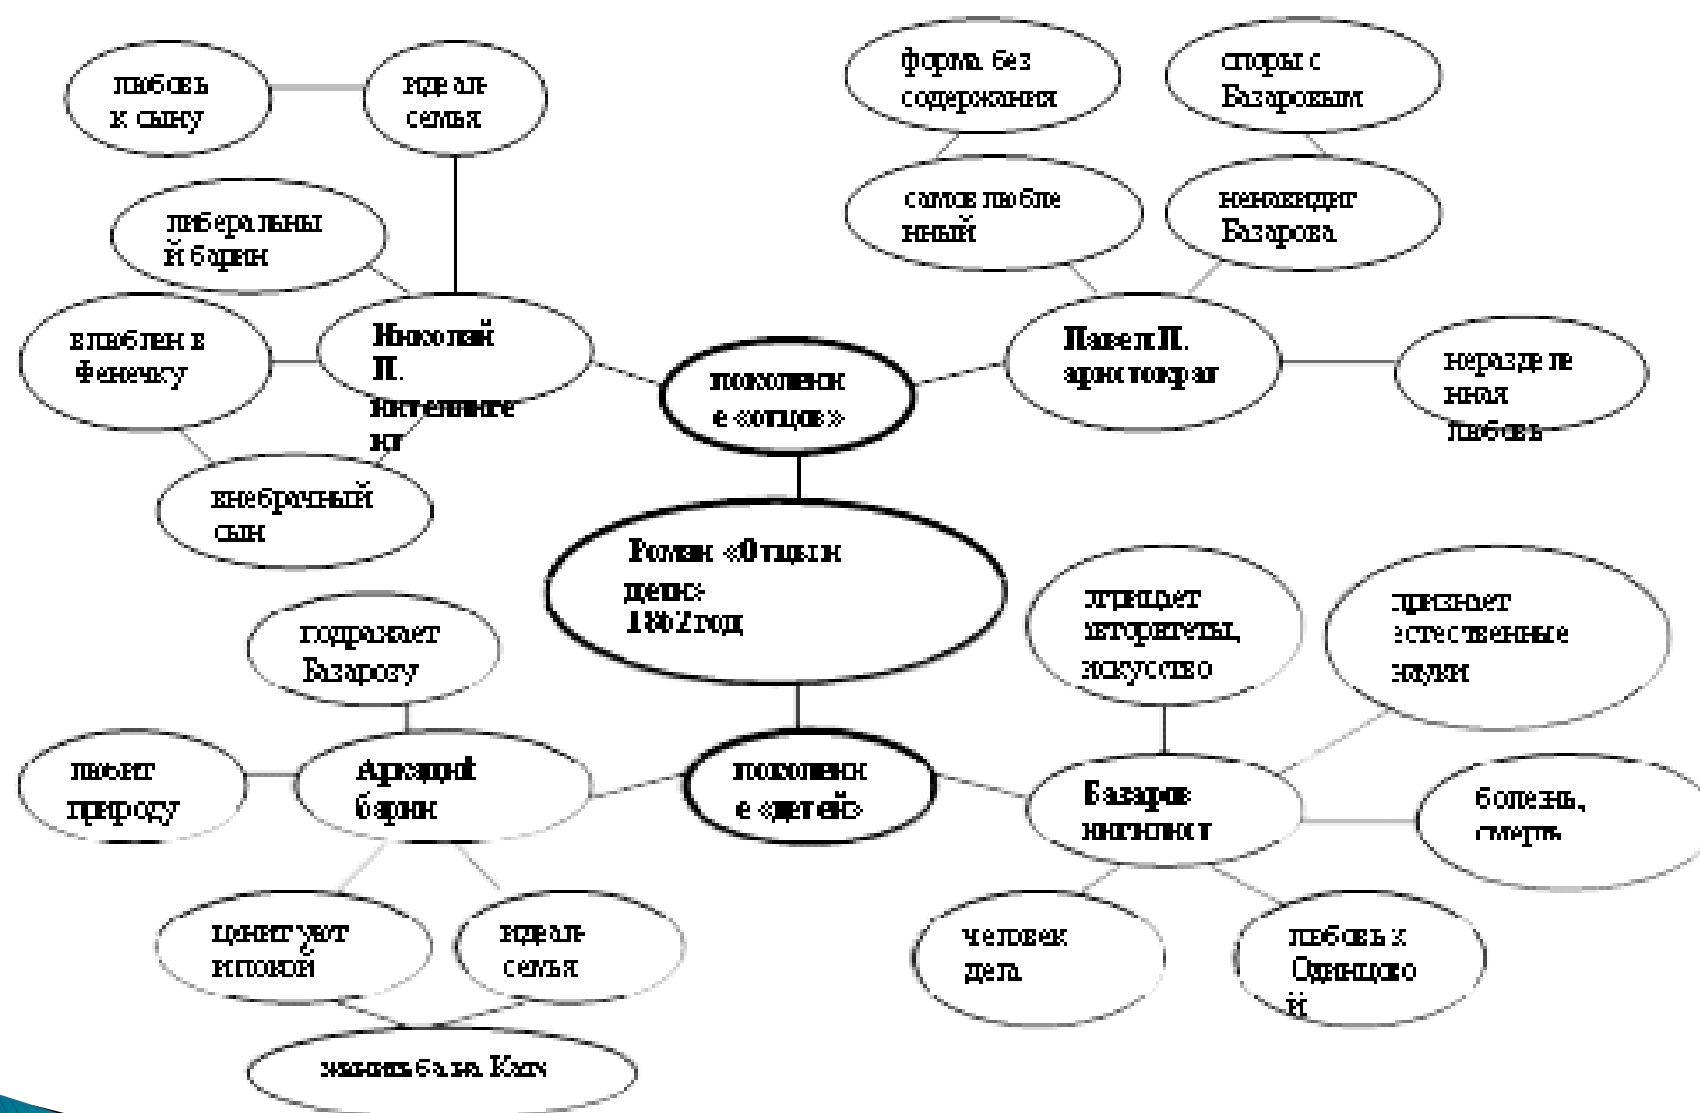 любовь
к сыну
идеал-
семья
форма без
содержания
споры с
Базаровым
либеральны
й барин
самовлюбле
нный
ненавидит
Базарова
влюблен в
Фенечку
Николай
П.
интеллиге
нт
поколени
е «отцов»
Павел П.
аристократ
неразделе
нная
любовь
внебрачный
сын
Роман «Отцы и
дети»
1862 год
подражает
Базарову
отрицает
авторитеты,
искусство
признает
естественные
науки
любит
природу
Аркадий
барин
поколени
е «детей»
Базаров
нигилист
болезнь,
смерть
ценит уют
и покой
идеал-
семья
человек
дела
любовь к
Одинцово
й
женитьба на Кате